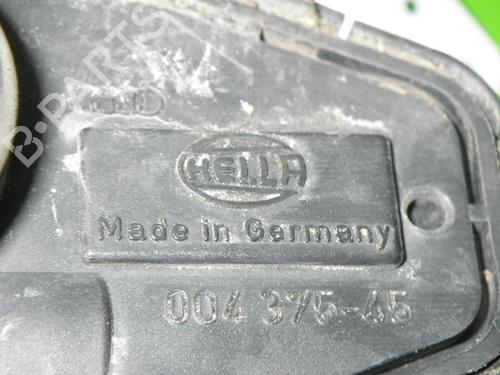 B-PARTS
HELLA
Made in Germany
004 375-45